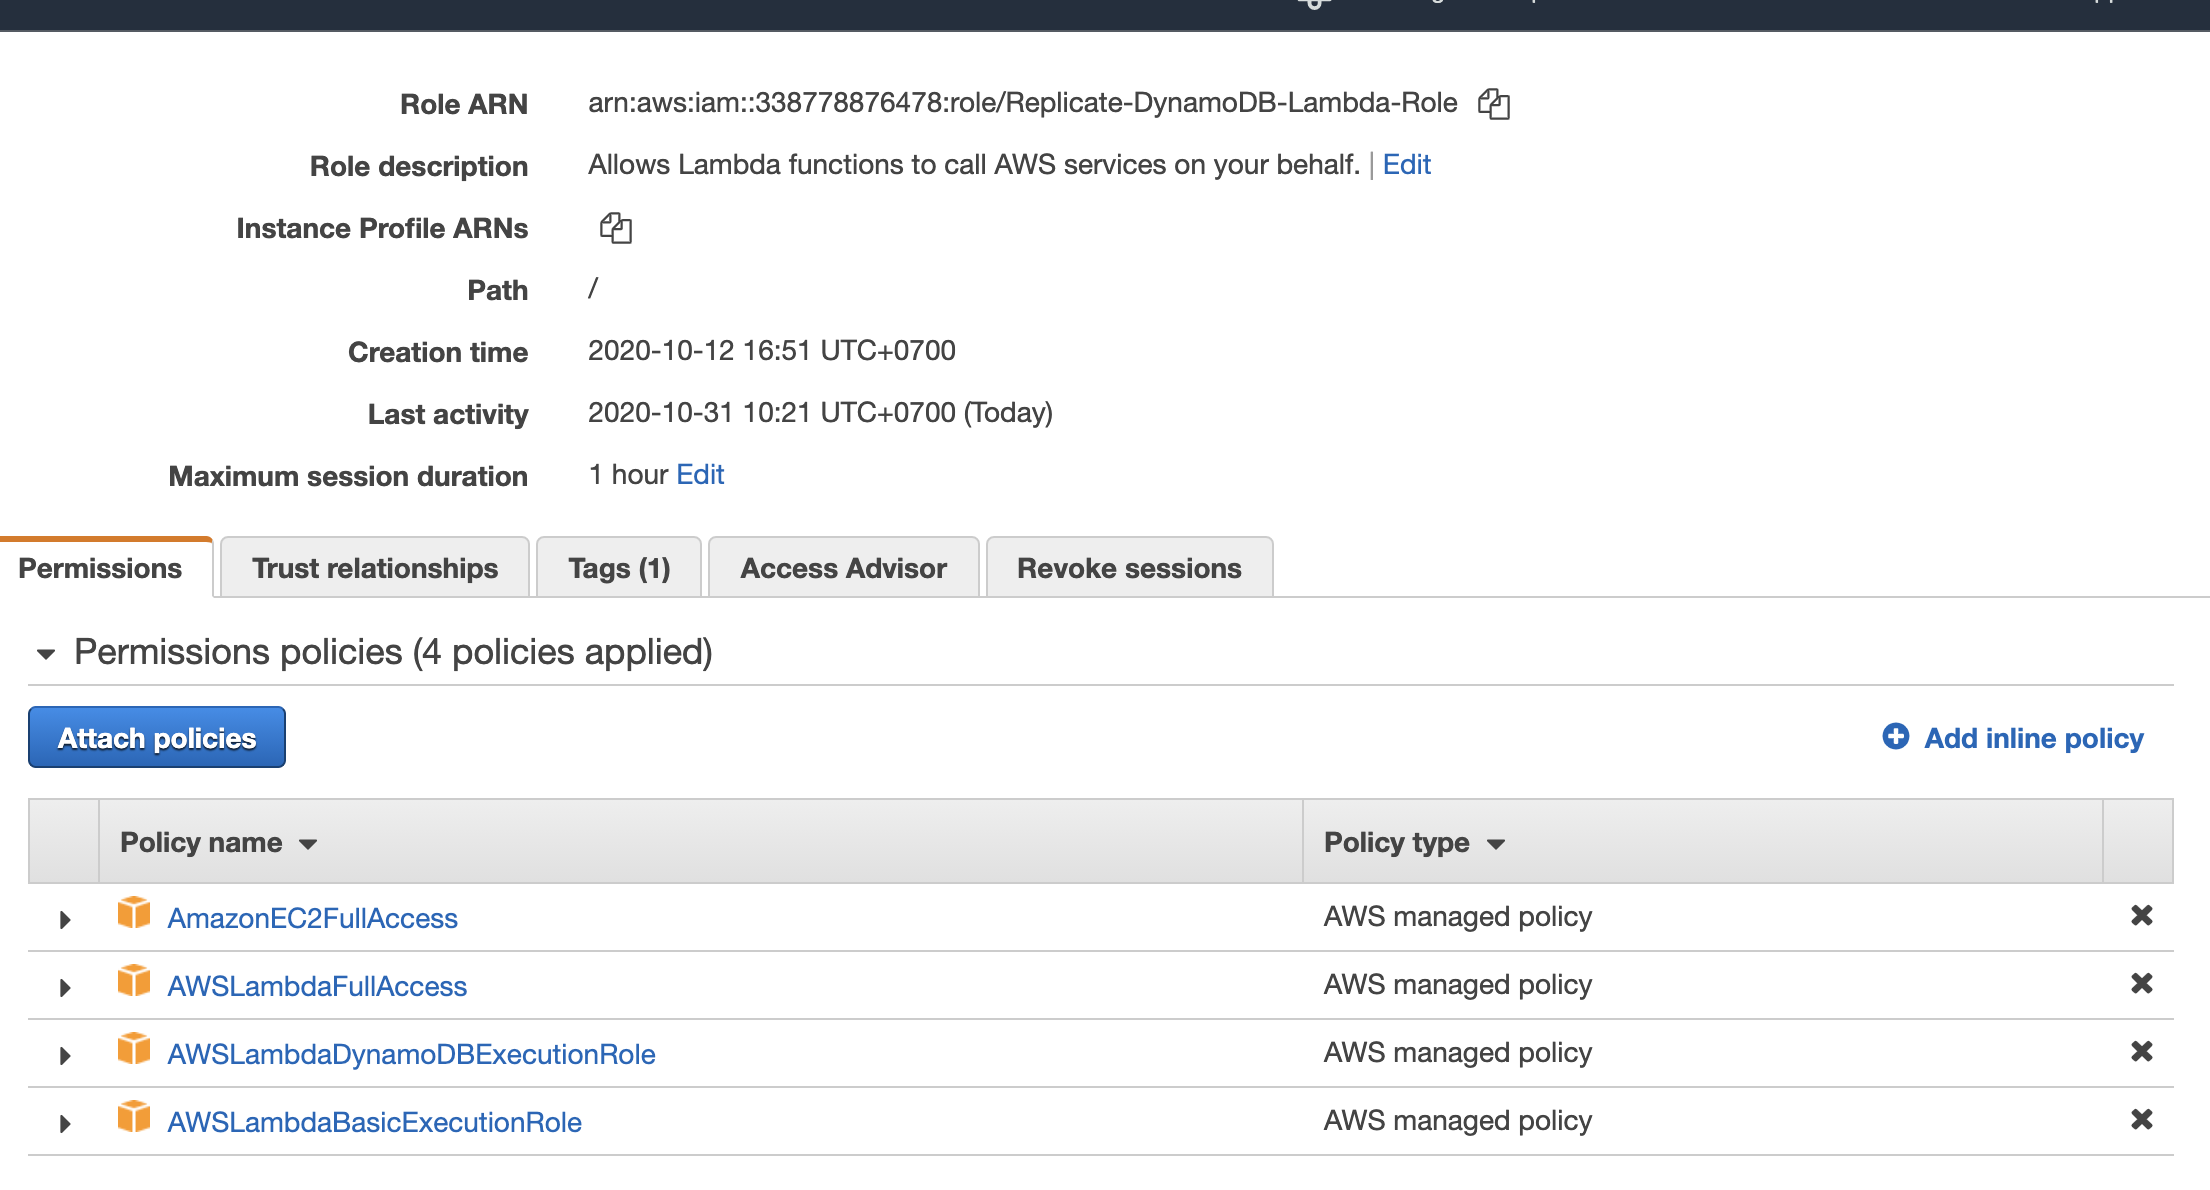 Role ARN arn:aws:iam::338778876478:role/Replicate-DynamoDB-Lambda-Role
Role description Allows Lambda functions to call AWS services on your behalf. | Edit
Instance Profile ARNs
Path /
Creation time 2020-10-12 16:51 UTC+0700
Last activity 2020-10-31 10:21 UTC+0700 (Today)
Maximum session duration 1 hour Edit
Permissions Trust relationships Tags (1) Access Advisor Revoke sessions
Permissions policies (4 policies applied)
Attach policies Add inline policy
Policy name Policy type
AmazonEC2FullAccess AWS managed policy
AWSLambdaFullAccess AWS managed policy
AWSLambdaDynamoDBExecutionRole AWS managed policy
AWSLambdaBasicExecutionRole AWS managed policy